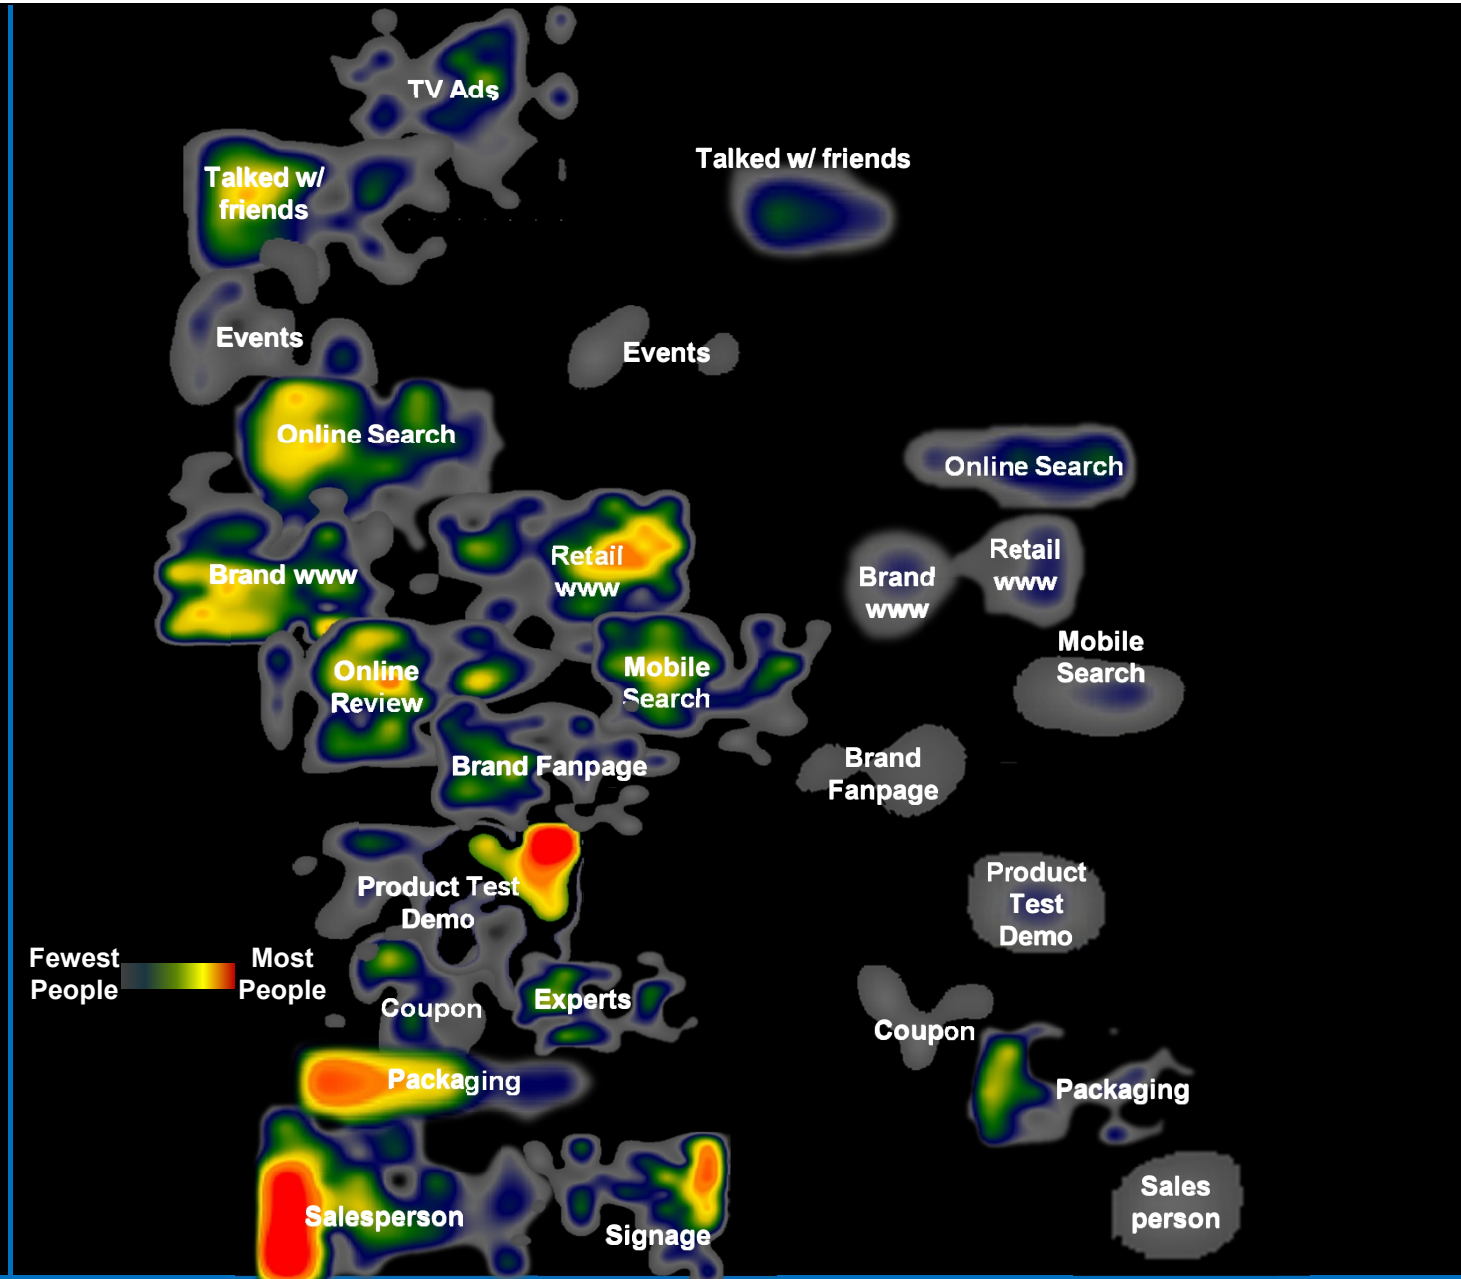 TV Ads
Talked w/ friends
Talked w/
friends
Events
Events
Online Search
Online Search
Retail
www
Brand www
Retail
www
Brand
www
Mobile
Search
Online
Review
Mobile
Search
Brand Fanpage
Brand
Fanpage
Product Test
Demo
Product
Test
Demo
Fewest
People
Most
People
Coupon
Experts
Coupon
Packaging
Packaging
Salesperson
Signage
Sales
person